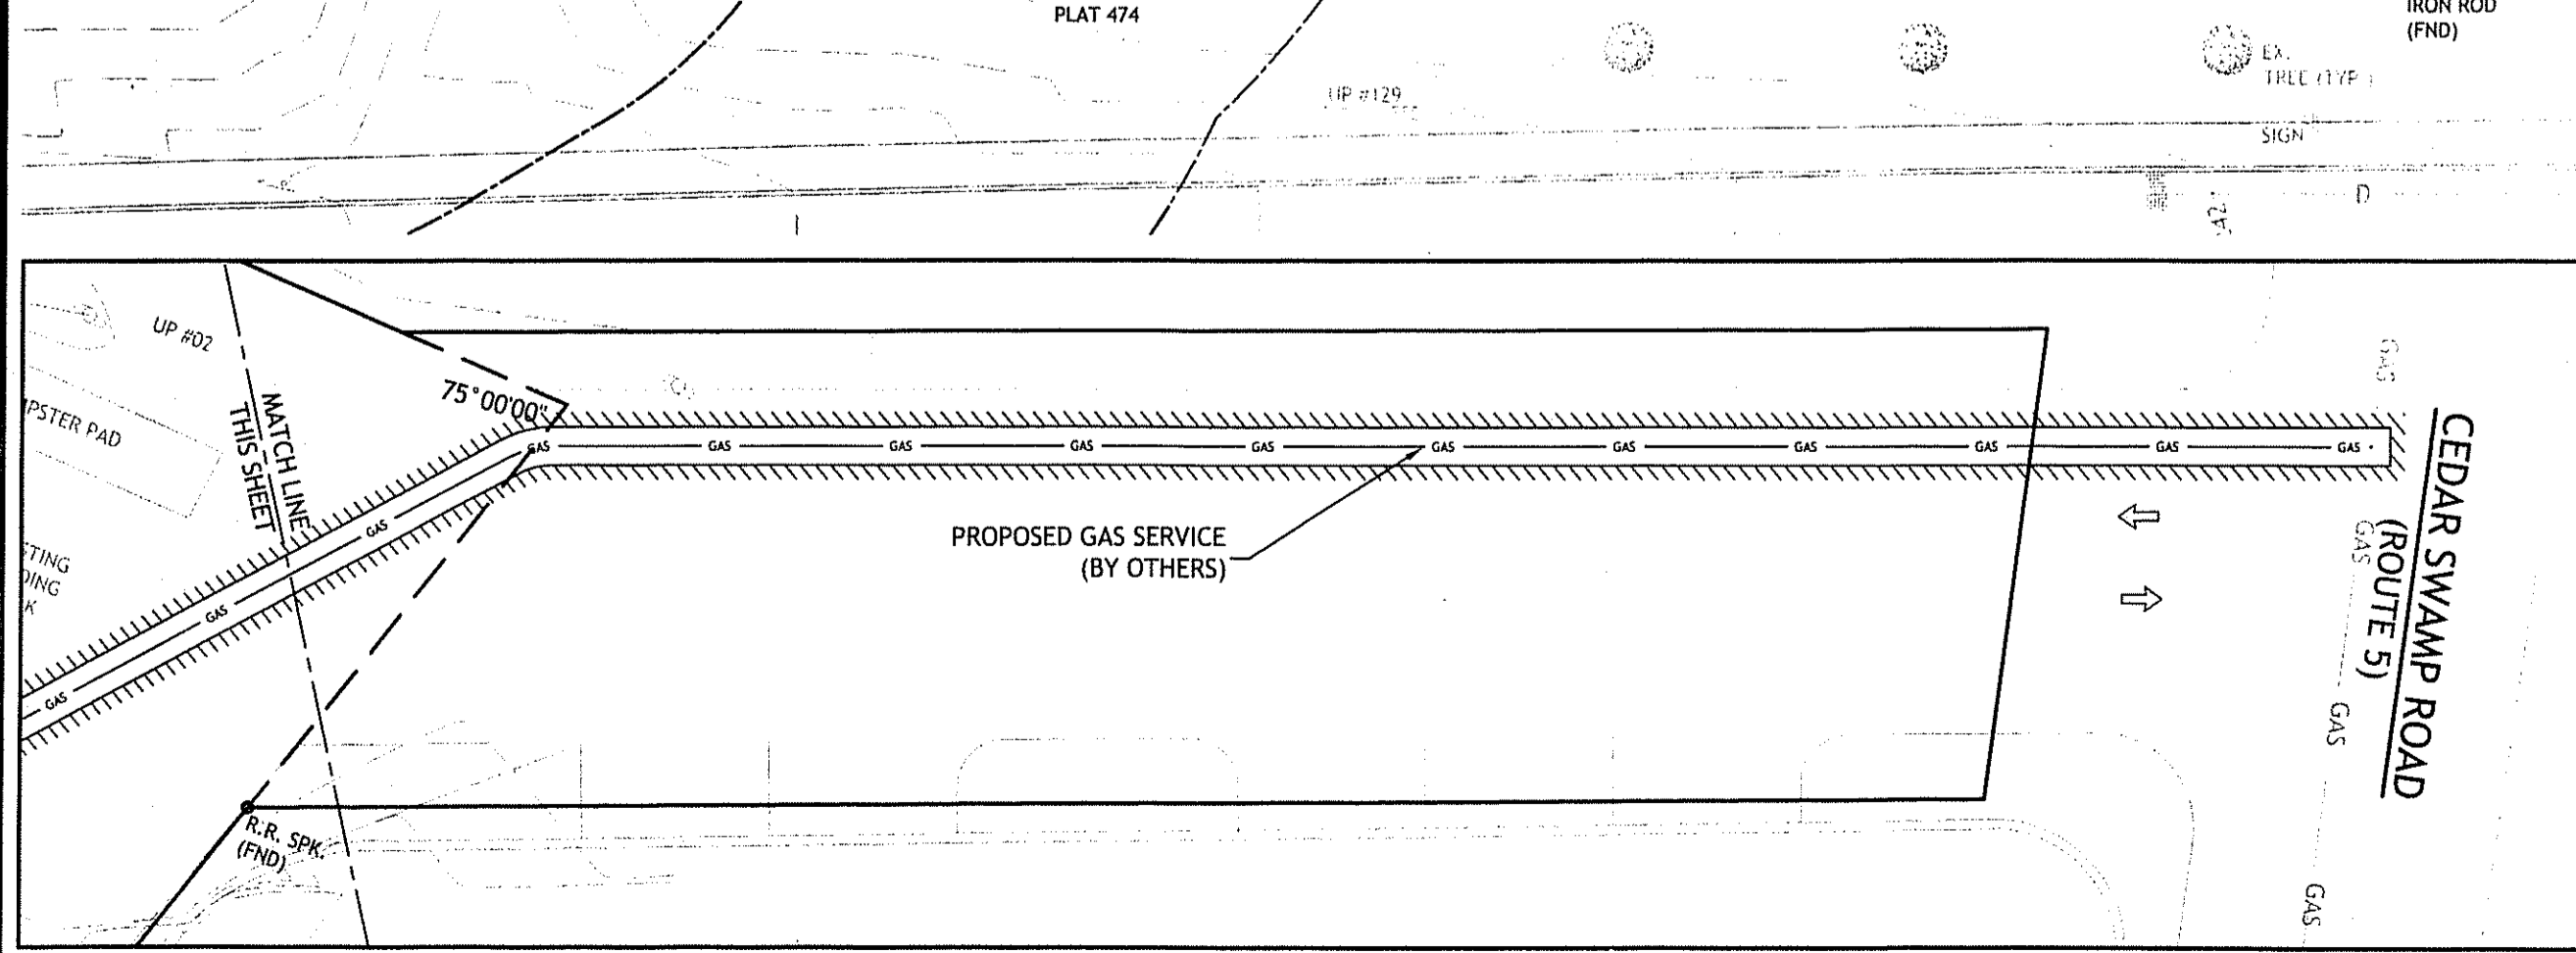 PLAT 474
IRON ROD
(FND)
UP #129
EX.
TREE (TYP.)
SIGN
D
UP #02
MATCH LINE
THIS SHEET
75°00'00"
PSTER PAD
TING
DING
K
GAS
GAS
GAS
GAS
GAS
GAS
GAS
GAS
GAS
GAS
GAS
GAS
GAS
GAS
PROPOSED GAS SERVICE
(BY OTHERS)
GAS
GAS
GAS
GAS
CEDAR SWAMP ROAD
(ROUTE 5)
R.R. SPK.
(FND)